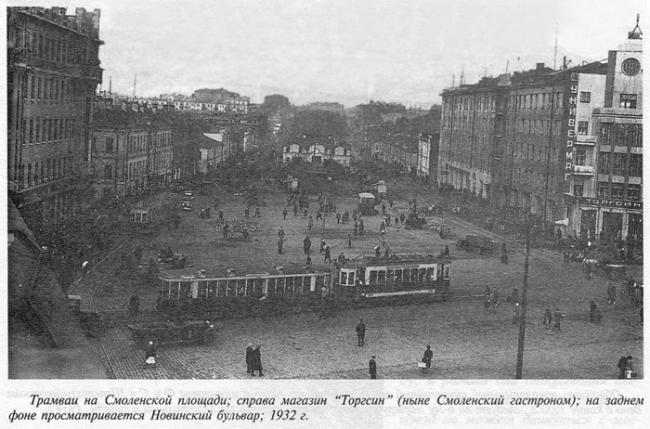 УНИВЕРМАГ
ТОРГСИН
Трамваи на Смоленской площади; справа магазин “Торгсин” (ныне Смоленский гастроном); на заднем
фоне просматривается Новинский бульвар; 1932 г.